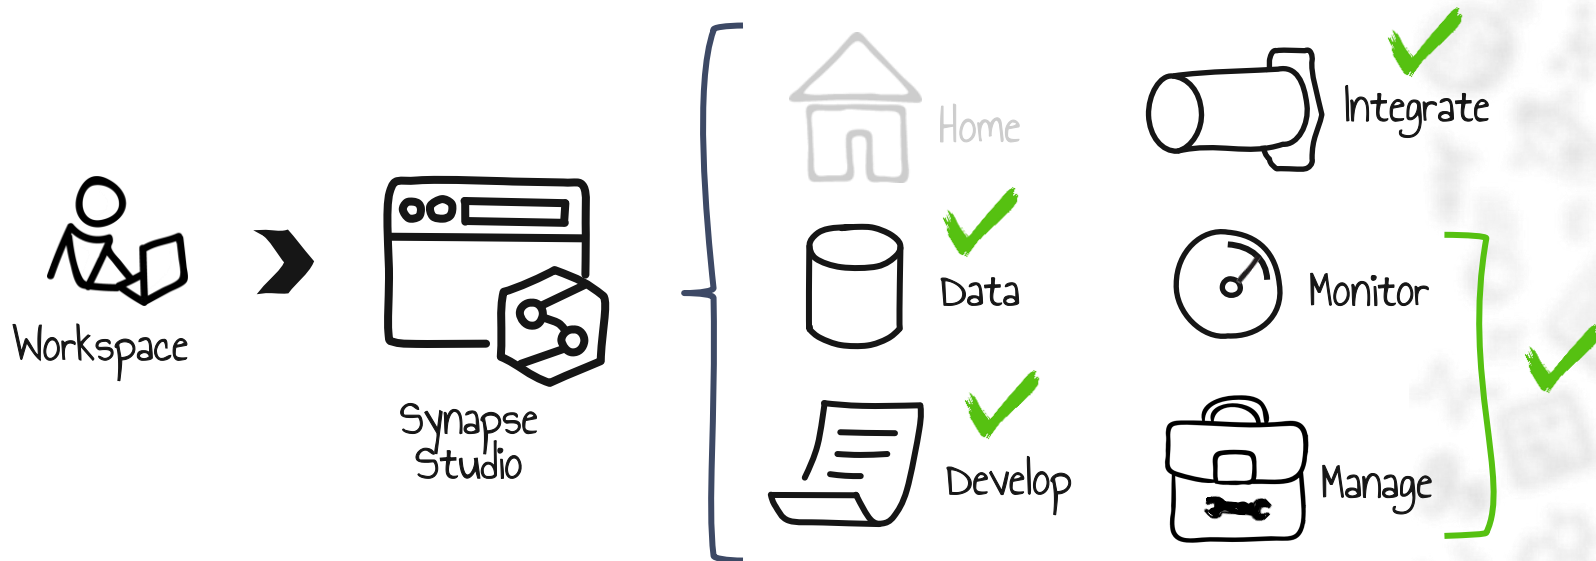 Workspace
Synapse
Studio
Home
Data
Develop
Integrate
Monitor
Manage